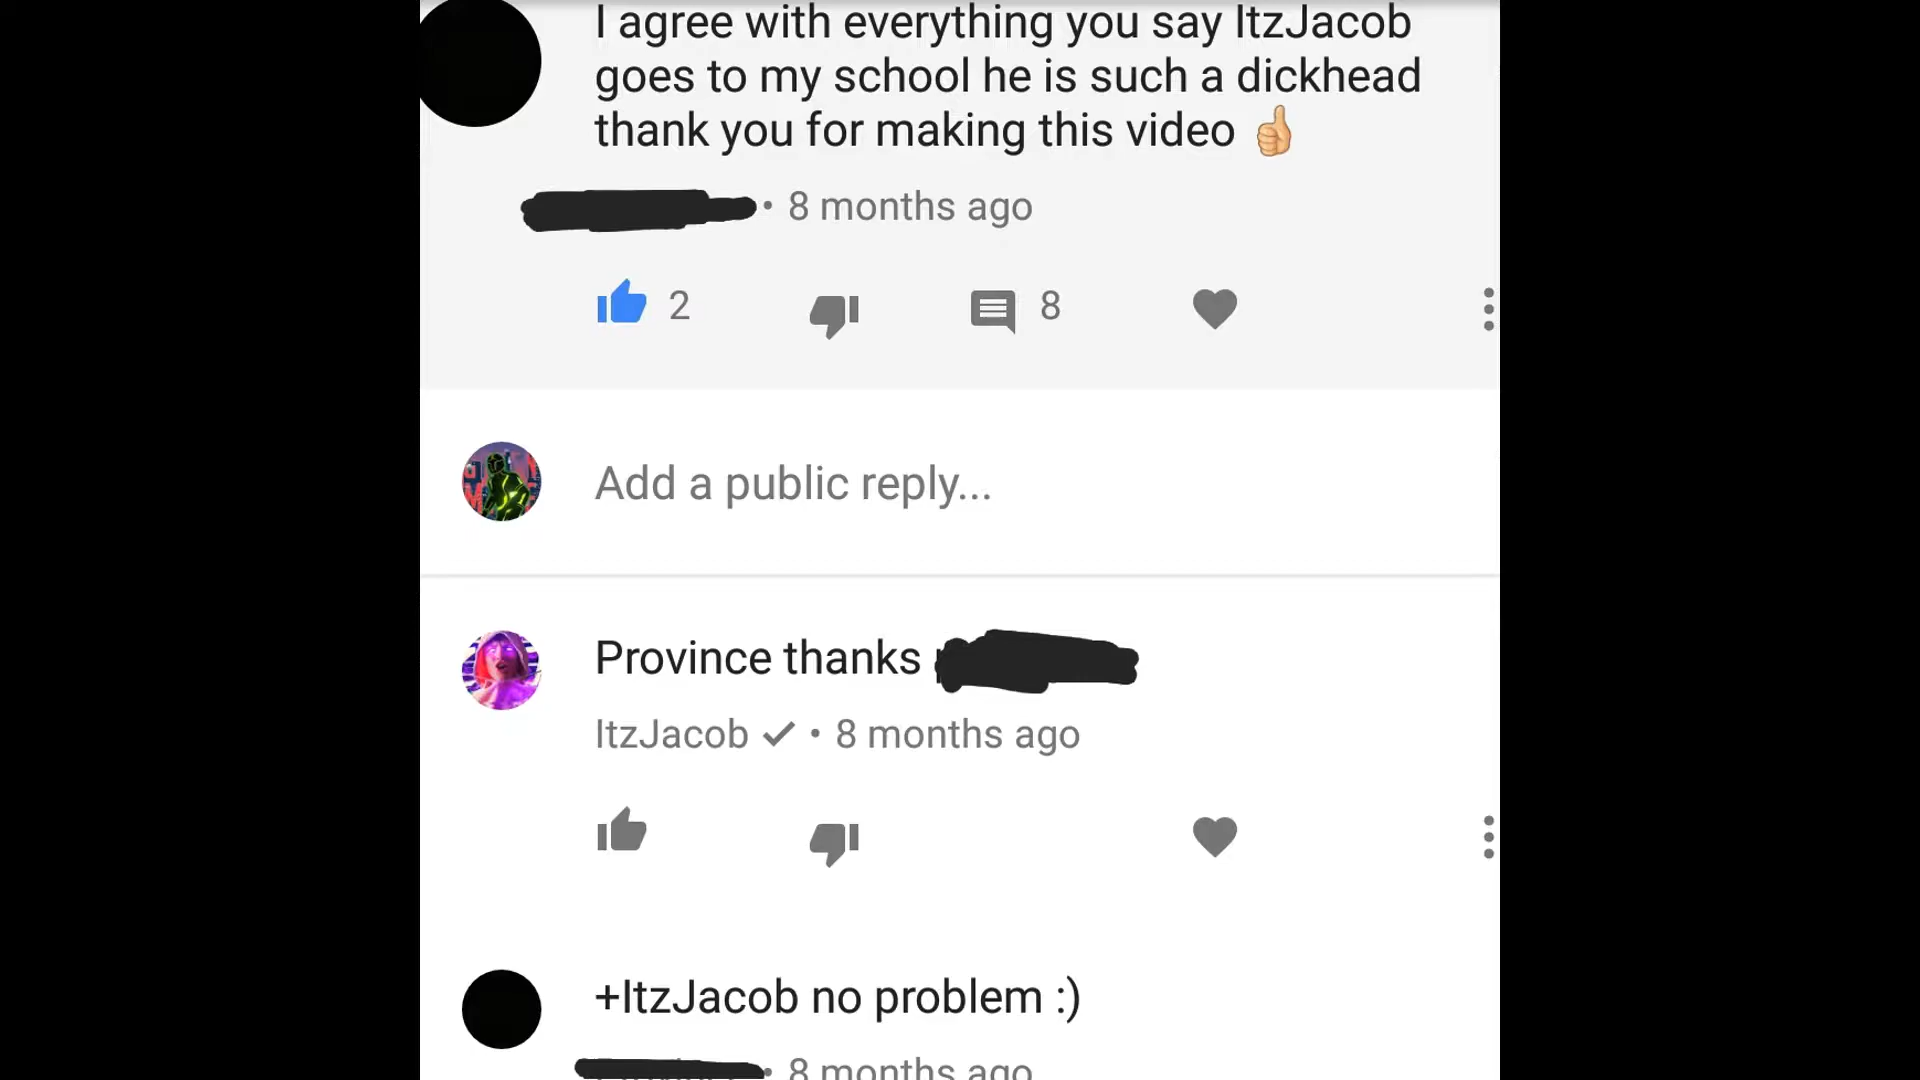 I agree with everything you say ItzJacob
goes to my school he is such a dickhead
thank you for making this video 👍🏼
• 8 months ago
2 8
Add a public reply...
Province thanks
ItzJacob ✓ • 8 months ago
+ItzJacob no problem :)
• 8 months ago